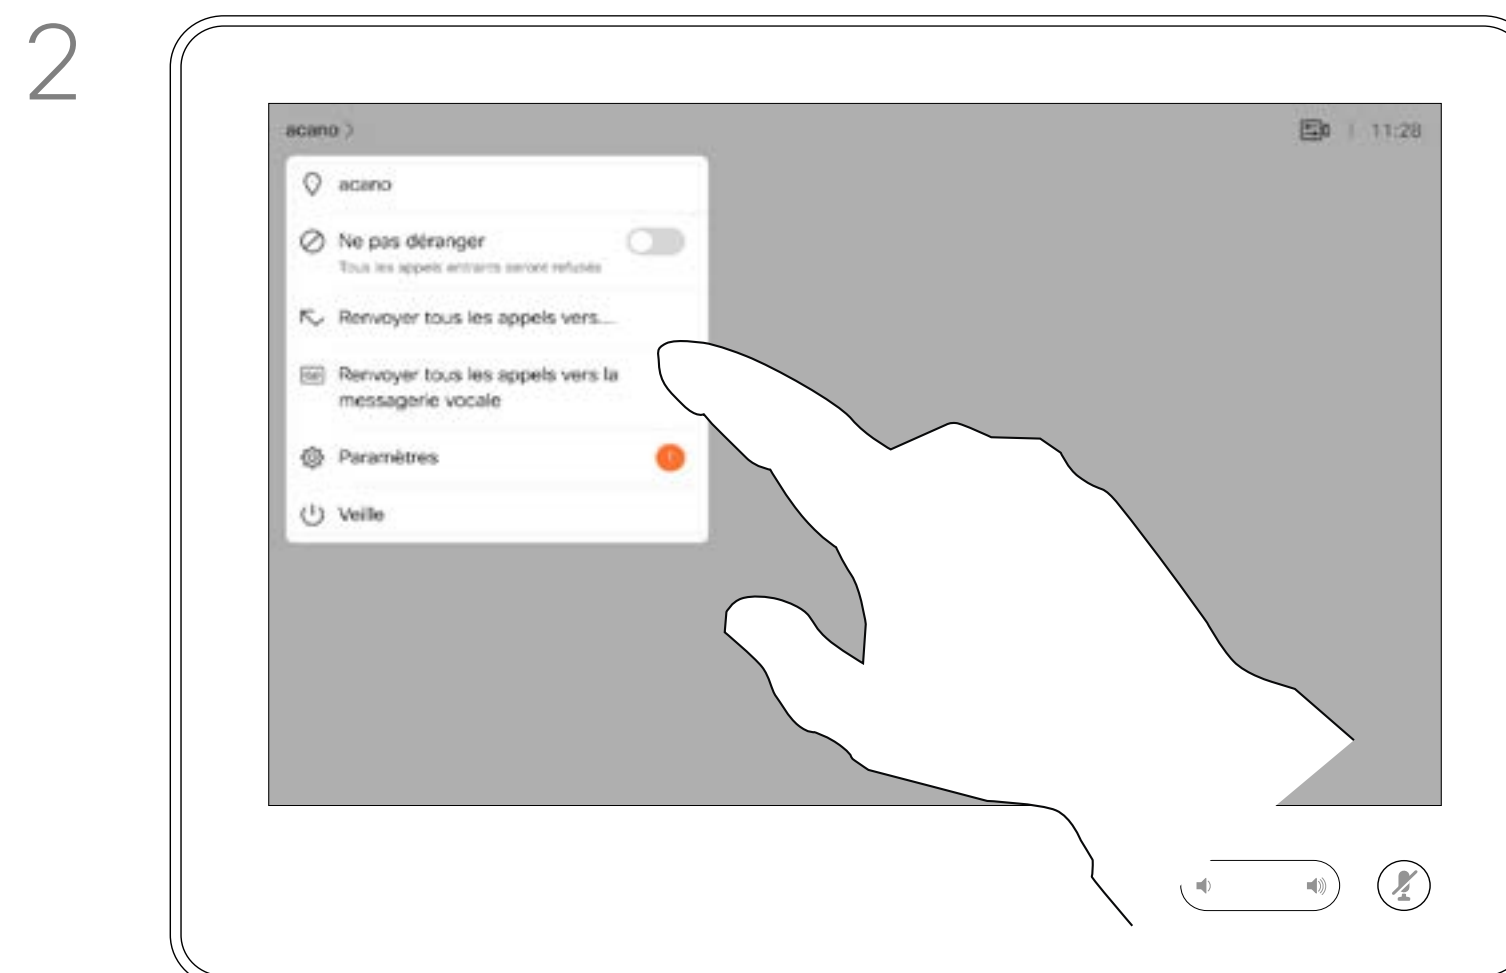 2
acano >
11:28
acano
Ne pas déranger
Tous les appels entrants seront refusés
Renvoyer tous les appels vers...
Renvoyer tous les appels vers la
messagerie vocale
Paramètres
!
Veille